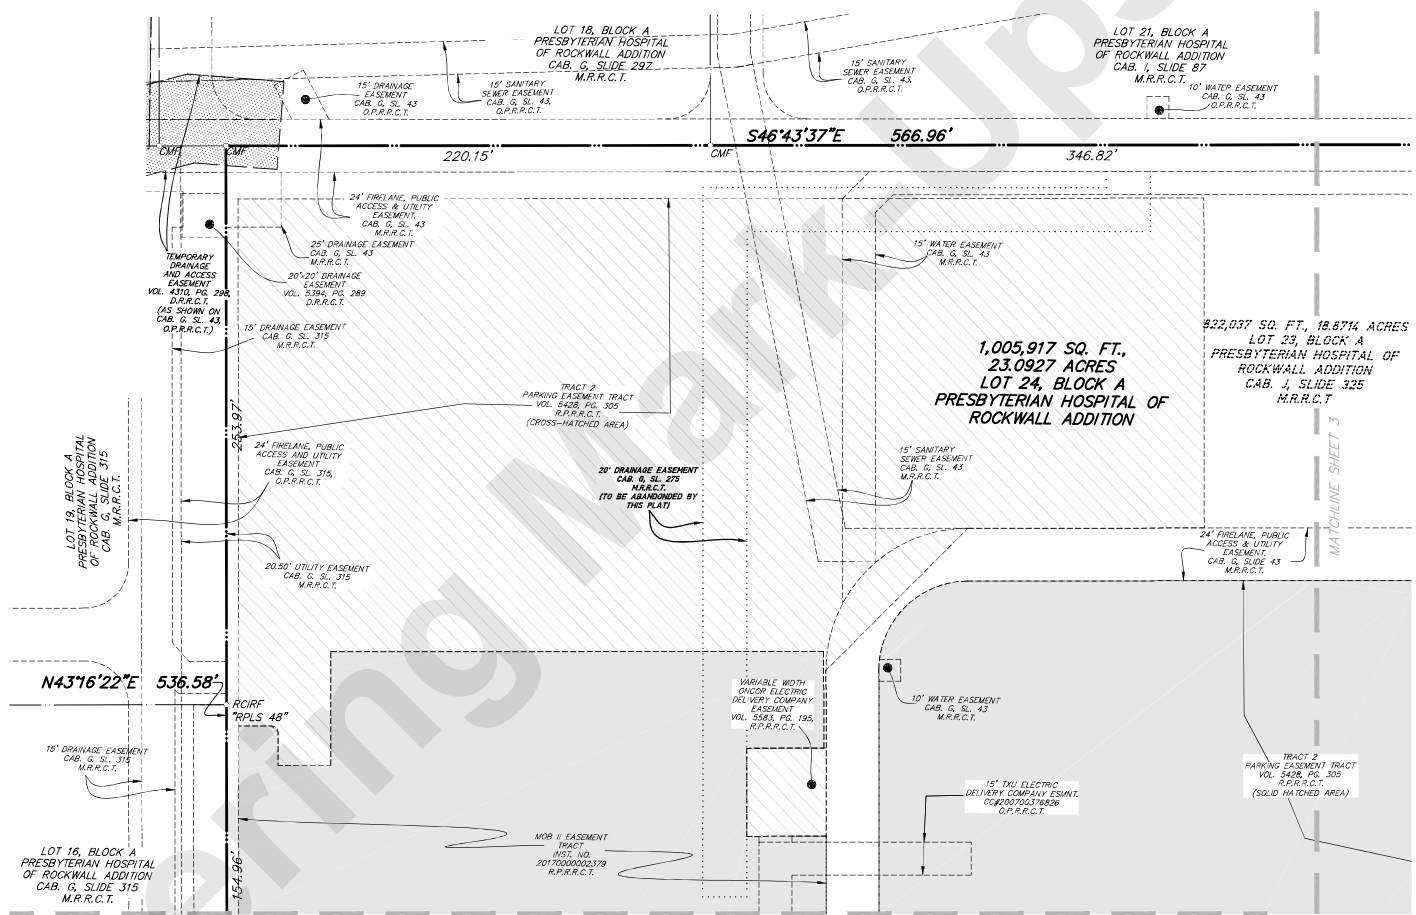 LOT 18, BLOCK A
PRESBYTERIAN HOSPITAL
OF ROCKWALL ADDITION
CAB. G, SLIDE 297
M.R.R.C.T.
LOT 21, BLOCK A
PRESBYTERIAN HOSPITAL
OF ROCKWALL ADDITION
CAB. I, SLIDE 87
M.R.R.C.T.
15' DRAINAGE
EASEMENT
CAB. G, SL. 43
O.P.R.R.C.T.
15' SANITARY
SEWER EASEMENT
CAB. G, SL. 43,
O.P.R.R.C.T.
15' SANITARY
SEWER EASEMENT
CAB. G, SL. 43,
O.P.R.R.C.T.
10' WATER EASEMENT
CAB. G, SL. 43
O.P.R.R.C.T.
S46°43'37"E 566.96'
CMF
CMF
220.15'
CMF
346.82'
24' FIRELANE, PUBLIC
ACCESS & UTILITY
EASEMENT.
CAB. G, SL. 43
M.R.R.C.T.
25' DRAINAGE EASEMENT
CAB. G, SL. 43
M.R.R.C.T.
20'x20' DRAINAGE
EASEMENT
VOL. 5394, PG. 289
D.R.R.C.T.
TEMPORARY
DRAINAGE
AND ACCESS
EASEMENT
VOL. 4310, PG. 298,
D.R.R.C.T.
(AS SHOWN ON
CAB. G. SL. 43,
O.P.R.R.C.T.)
15' DRAINAGE EASEMENT
CAB. G. SL. 315
M.R.R.C.T.
15' WATER EASEMENT
CAB. G, SL. 43
M.R.R.C.T.
1,005,917 SQ. FT.,
23.0927 ACRES
LOT 24, BLOCK A
PRESBYTERIAN HOSPITAL OF
ROCKWALL ADDITION
822,037 SQ. FT., 18.8714 ACRES
LOT 23, BLOCK A
PRESBYTERIAN HOSPITAL OF
ROCKWALL ADDITION
CAB. J, SLIDE 325
M.R.R.C.T
TRACT 2
PARKING EASEMENT TRACT
VOL. 5428, PG. 305
R.P.R.R.C.T.
(CROSS-HATCHED AREA)
253.97'
24' FIRELANE, PUBLIC
ACCESS AND UTILITY
EASEMENT
CAB. G, SL. 315,
O.P.R.R.C.T.
LOT 19, BLOCK A
PRESBYTERIAN HOSPITAL
OF ROCKWALL ADDITION
CAB. G, SLIDE 315
M.R.R.C.T.
20' DRAINAGE EASEMENT
CAB. G, SL. 275
M.R.R.C.T.
(TO BE ABANDONDED BY
THIS PLAT)
15' SANITARY
SEWER EASEMENT
CAB. G, SL. 43
M.R.R.C.T.
MATCHLINE SHEET 3
24' FIRELANE, PUBLIC
ACCESS & UTILITY
EASEMENT.
CAB. G, SLIDE 43
M.R.R.C.T.
20.50' UTILITY EASEMENT
CAB. G. SL. 315
M.R.R.C.T.
N43°16'22"E 536.58'
RCIRF
"RPLS 48"
VARIABLE WIDTH
ONCOR ELECTRIC
DELIVERY COMPANY
EASEMENT
VOL. 5583, PG. 195,
R.P.R.R.C.T.
10' WATER EASEMENT
CAB. G, SL. 43
M.R.R.C.T.
15' DRAINAGE EASEMENT
CAB. G. SL. 315
M.R.R.C.T.
TRACT 2
PARKING EASEMENT TRACT
VOL. 5428, PG. 305
R.P.R.R.C.T.
(SOLID HATCHED AREA)
15' TXU ELECTRIC
DELIVERY COMPANY ESMNT.
CC#200700376826
O.P.R.R.C.T.
MOB II EASEMENT
TRACT
INST. NO.
20170000002379
R.P.R.R.C.T.
LOT 16, BLOCK A
PRESBYTERIAN HOSPITAL
OF ROCKWALL ADDITION
CAB. G, SLIDE 315
M.R.R.C.T.
154.96'
ering Mark-Ups